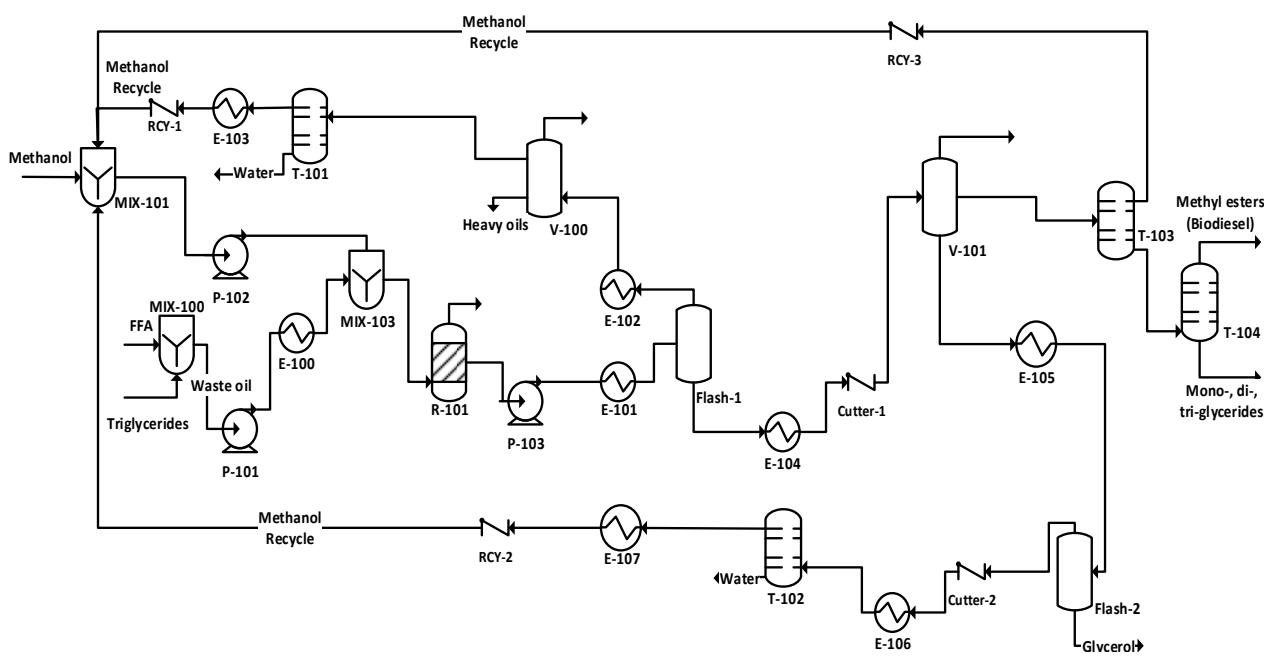 Methanol
Recycle
RCY-3
Methanol
Recycle
RCY-1
E-103
T-101
Water
Methanol
MIX-101
Heavy oils
V-100
V-101
T-103
Methyl esters
(Biodiesel)
P-102
MIX-100
FFA
MIX-103
E-102
E-100
Waste oil
Triglycerides
P-101
R-101
P-103
E-101
Flash-1
E-104
Cutter-1
E-105
T-104
Mono-, di-,
tri-glycerides
Methanol
Recycle
RCY-2
E-107
Water
T-102
E-106
Cutter-2
Flash-2
Glycerol